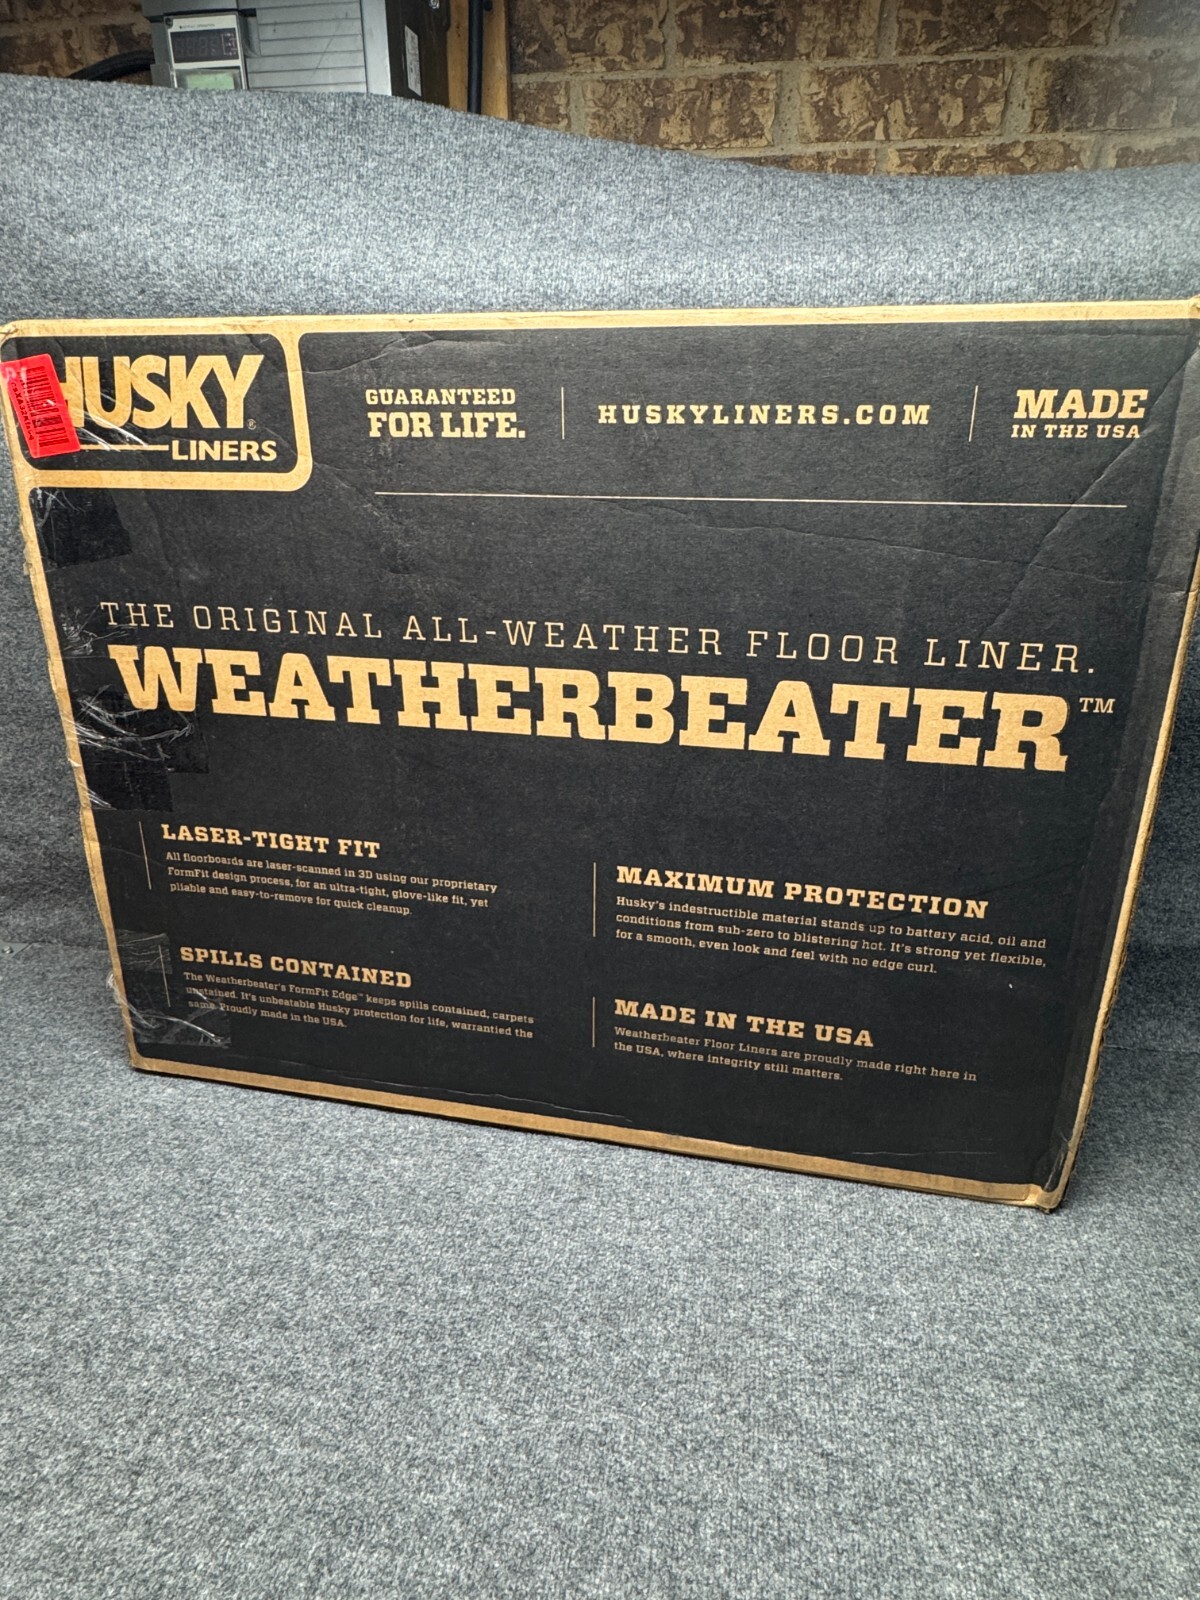 HUSKY®
LINERS
GUARANTEED
FOR LIFE.
HUSKYLINERS.COM
MADE
IN THE USA
THE ORIGINAL ALL-WEATHER FLOOR LINER.
WEATHERBEATER™
LASER-TIGHT FIT
All floorboards are laser-scanned in 3D using our proprietary
FormFit design process, for an ultra-tight, glove-like fit, yet
pliable and easy-to-remove for quick cleanup.
SPILLS CONTAINED
The Weatherbeater's FormFit Edge™ keeps spills contained, carpets
unstained. It's unbeatable Husky protection for life, warrantied the
same. Proudly made in the USA.
MAXIMUM PROTECTION
Husky's indestructible material stands up to battery acid, oil and
conditions from sub-zero to blistering hot. It's strong yet flexible,
for a smooth, even look and feel with no edge curl.
MADE IN THE USA
Weatherbeater Floor Liners are proudly made right here in
the USA, where integrity still matters.